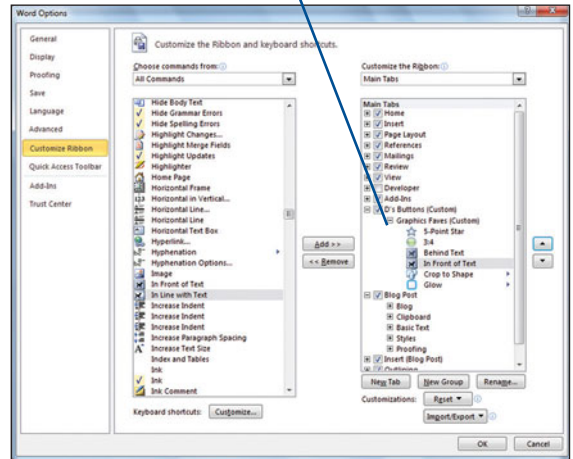 Word Options
General
Display
Proofing
Save
Language
Advanced
Customize Ribbon
Quick Access Toolbar
Add-Ins
Trust Center
Customize the Ribbon and keyboard shortcuts.
Choose commands from:
All Commands
Hide Body Text
Hide Grammar Errors
Hide Spelling Errors
Highlight Changes...
Highlight Merge Fields
Highlight Updates
Highlighter
Home Page
Horizontal Frame
Horizontal in Vertical...
Horizontal Line...
Horizontal Line
Horizontal Text Box
Hyperlink...
Hyphenation
Hyphenation Options...
Image
In Front of Text
In Line with Text
Increase Indent
Increase Indent
Increase Indent
Increase Paragraph Spacing
Increase Text Size
Index and Tables
Ink
Ink
Ink Comment
Keyboard shortcuts: Customize...
Add >>
<< Remove
Customize the Ribbon:
Main Tabs
Main Tabs
Home
Insert
Page Layout
References
Mailings
Review
View
Developer
Add-Ins
D's Buttons (Custom)
Graphics Faves (Custom)
5-Point Star
3:4
Behind Text
In Front of Text
Crop to Shape
Glow
Blog Post
Blog
Clipboard
Basic Text
Styles
Proofing
Insert (Blog Post)
Outlining
New Tab New Group Rename...
Customizations: Reset
Import/Export
OK Cancel